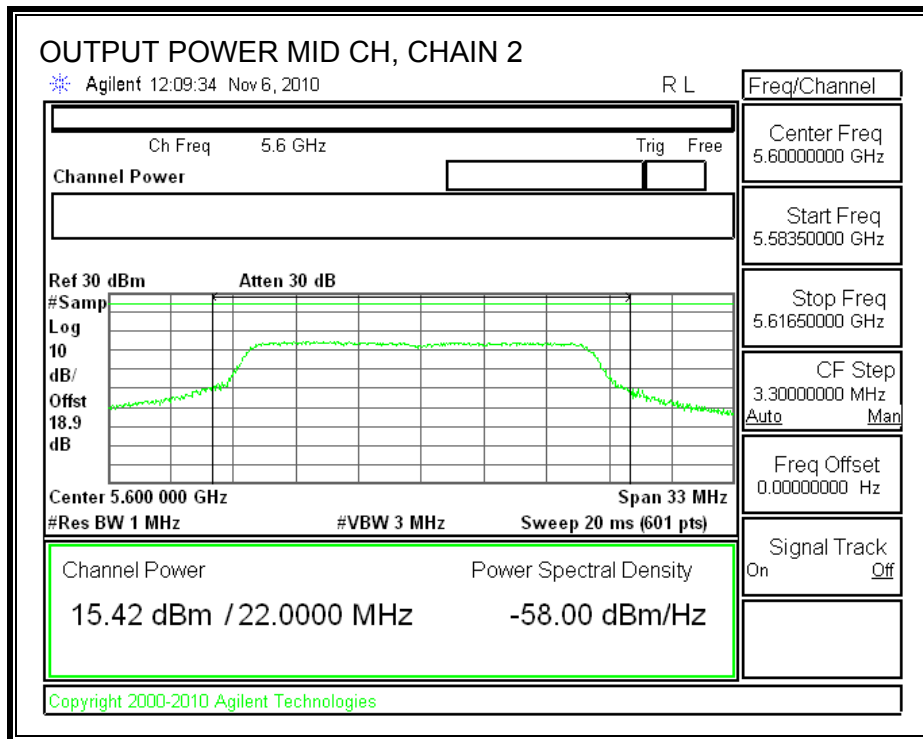 OUTPUT POWER MID CH, CHAIN 2
Agilent 12:09:34 Nov 6, 2010 R L
Ch Freq 5.6 GHz Trig Free
Channel Power
Ref 30 dBm Atten 30 dB
#Samp
Log
10
dB/
Offst
18.9
dB
Center 5.600 000 GHz Span 33 MHz
#Res BW 1 MHz #VBW 3 MHz Sweep 20 ms (601 pts)
Channel Power Power Spectral Density
15.42 dBm / 22.0000 MHz -58.00 dBm/Hz
Copyright 2000-2010 Agilent Technologies
Freq/Channel
Center Freq
5.60000000 GHz
Start Freq
5.58350000 GHz
Stop Freq
5.61650000 GHz
CF Step
3.30000000 MHz
Auto Man
Freq Offset
0.00000000 Hz
Signal Track
On Off